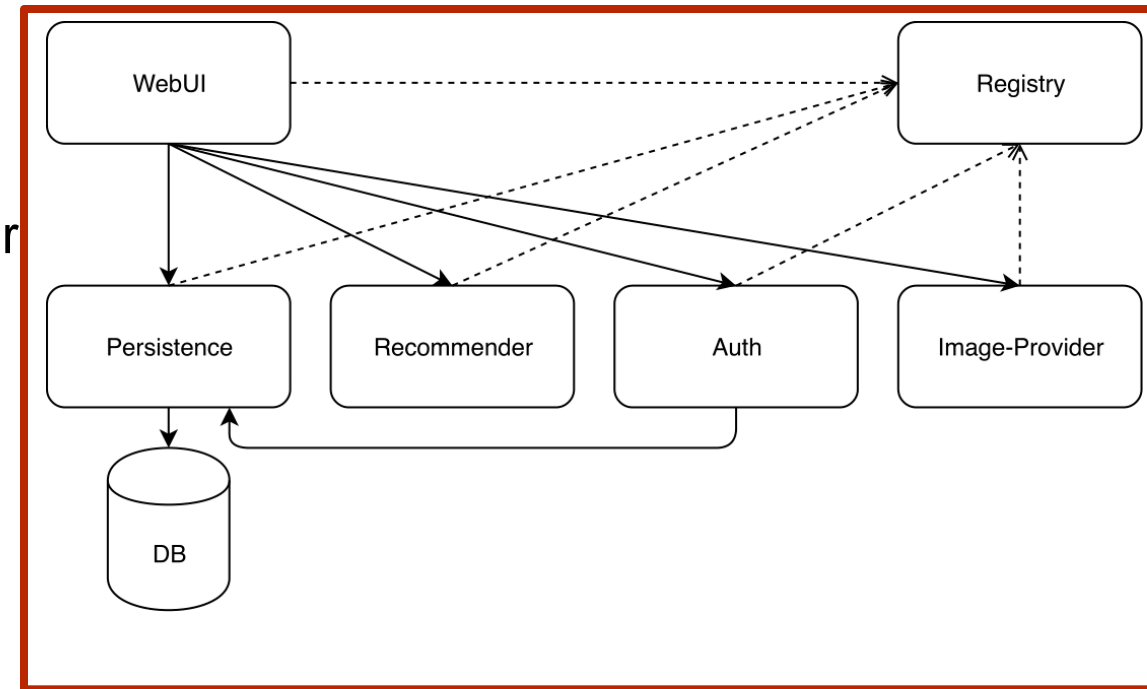 WebUI
Registry
r
Persistence
Recommender
Auth
Image-Provider
DB